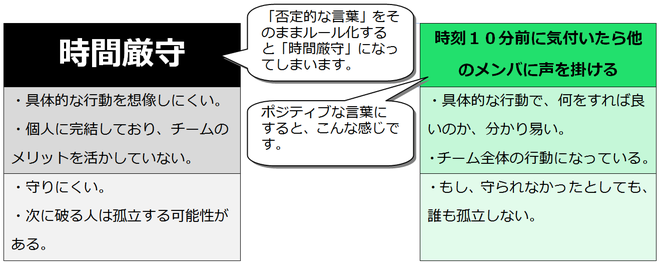 時間厳守
・具体的な行動を想像しにくい。
・個人に完結しており、チームの
メリットを活かしていない。
・守りにくい。
・次に破る人は孤立する可能性が
ある。
「否定的な言葉」をそ
のままルール化する
と「時間厳守」になっ
てしまいます。
ポジティブな言葉に
すると、こんな感じで
す。
時刻１０分前に気付いたら他
のメンバに声を掛ける
・具体的な行動で、何をすれば良
いのか、分かり易い。
・チーム全体の行動になっている。
・もし、守られなかったとしても、
誰も孤立しない。